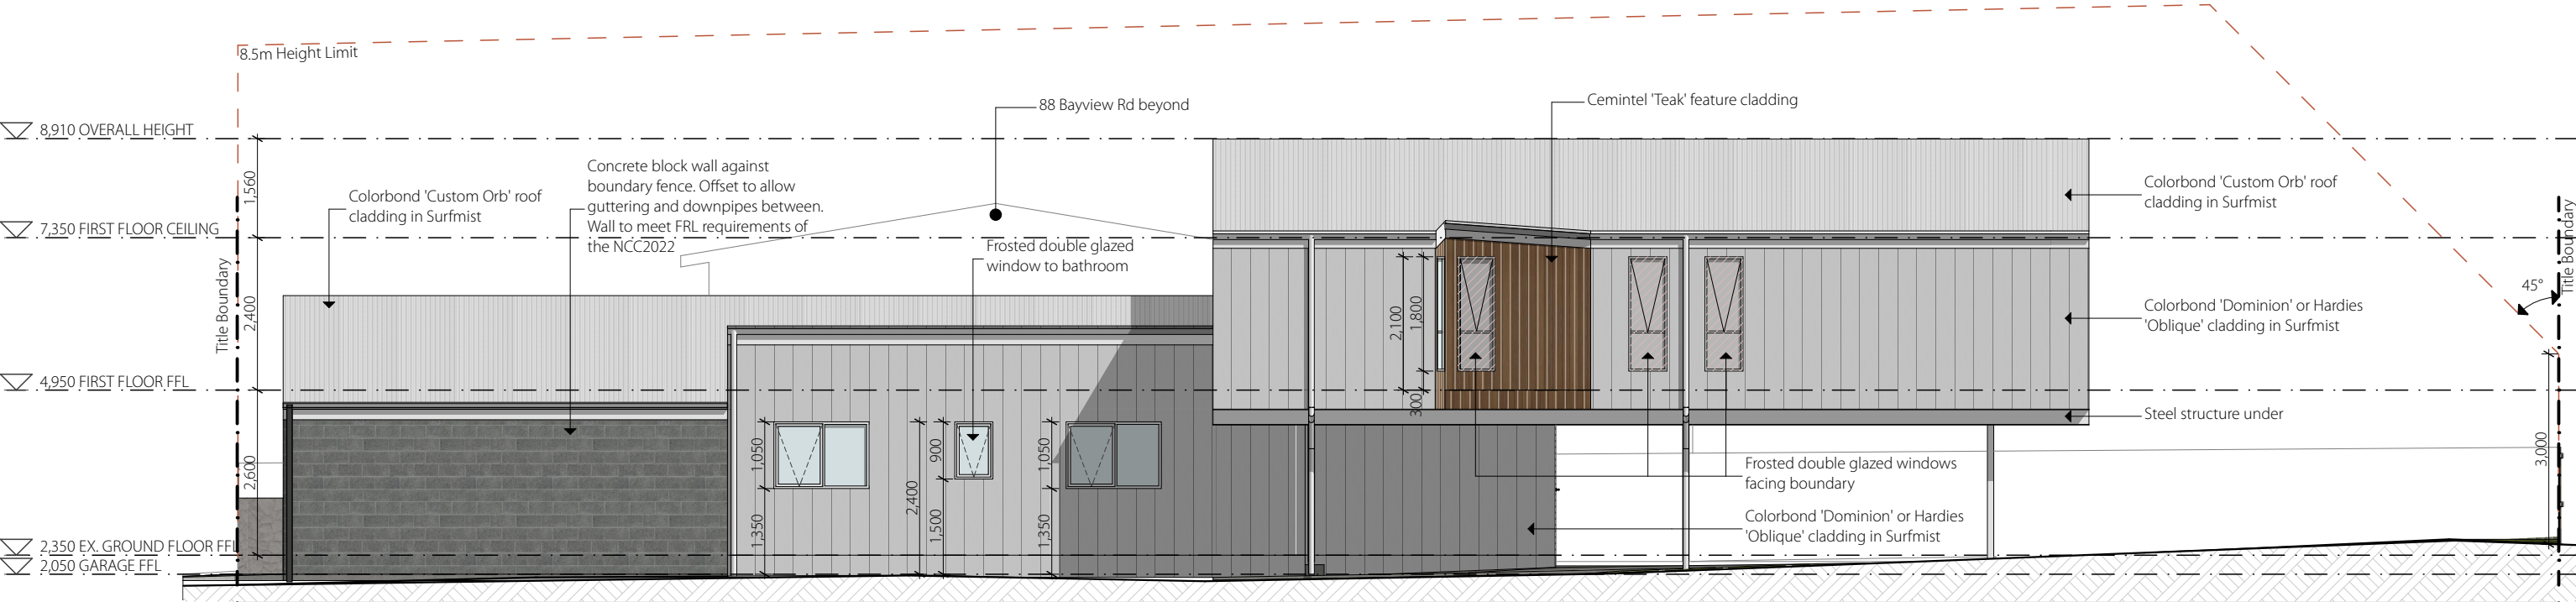 8.5m Height Limit
88 Bayview Rd beyond
Cemintel 'Teak' feature cladding
8,910 OVERALL HEIGHT
1,560
Concrete block wall against
boundary fence. Offset to allow
guttering and downpipes between.
Wall to meet FRL requirements of
the NCC2022
Colorbond 'Custom Orb' roof
cladding in Surfmist
Colorbond 'Custom Orb' roof
cladding in Surfmist
7,350 FIRST FLOOR CEILING
Frosted double glazed
window to bathroom
Title Boundary
Title Boundary
2,400
45°
2,100
1,800
300
Colorbond 'Dominion' or Hardies
'Oblique' cladding in Surfmist
4,950 FIRST FLOOR FFL
Steel structure under
2,600
1,050
1,350
2,400
900
1,500
1,050
1,350
3,000
Frosted double glazed windows
facing boundary
Colorbond 'Dominion' or Hardies
'Oblique' cladding in Surfmist
2,350 EX. GROUND FLOOR FFL
2,050 GARAGE FFL